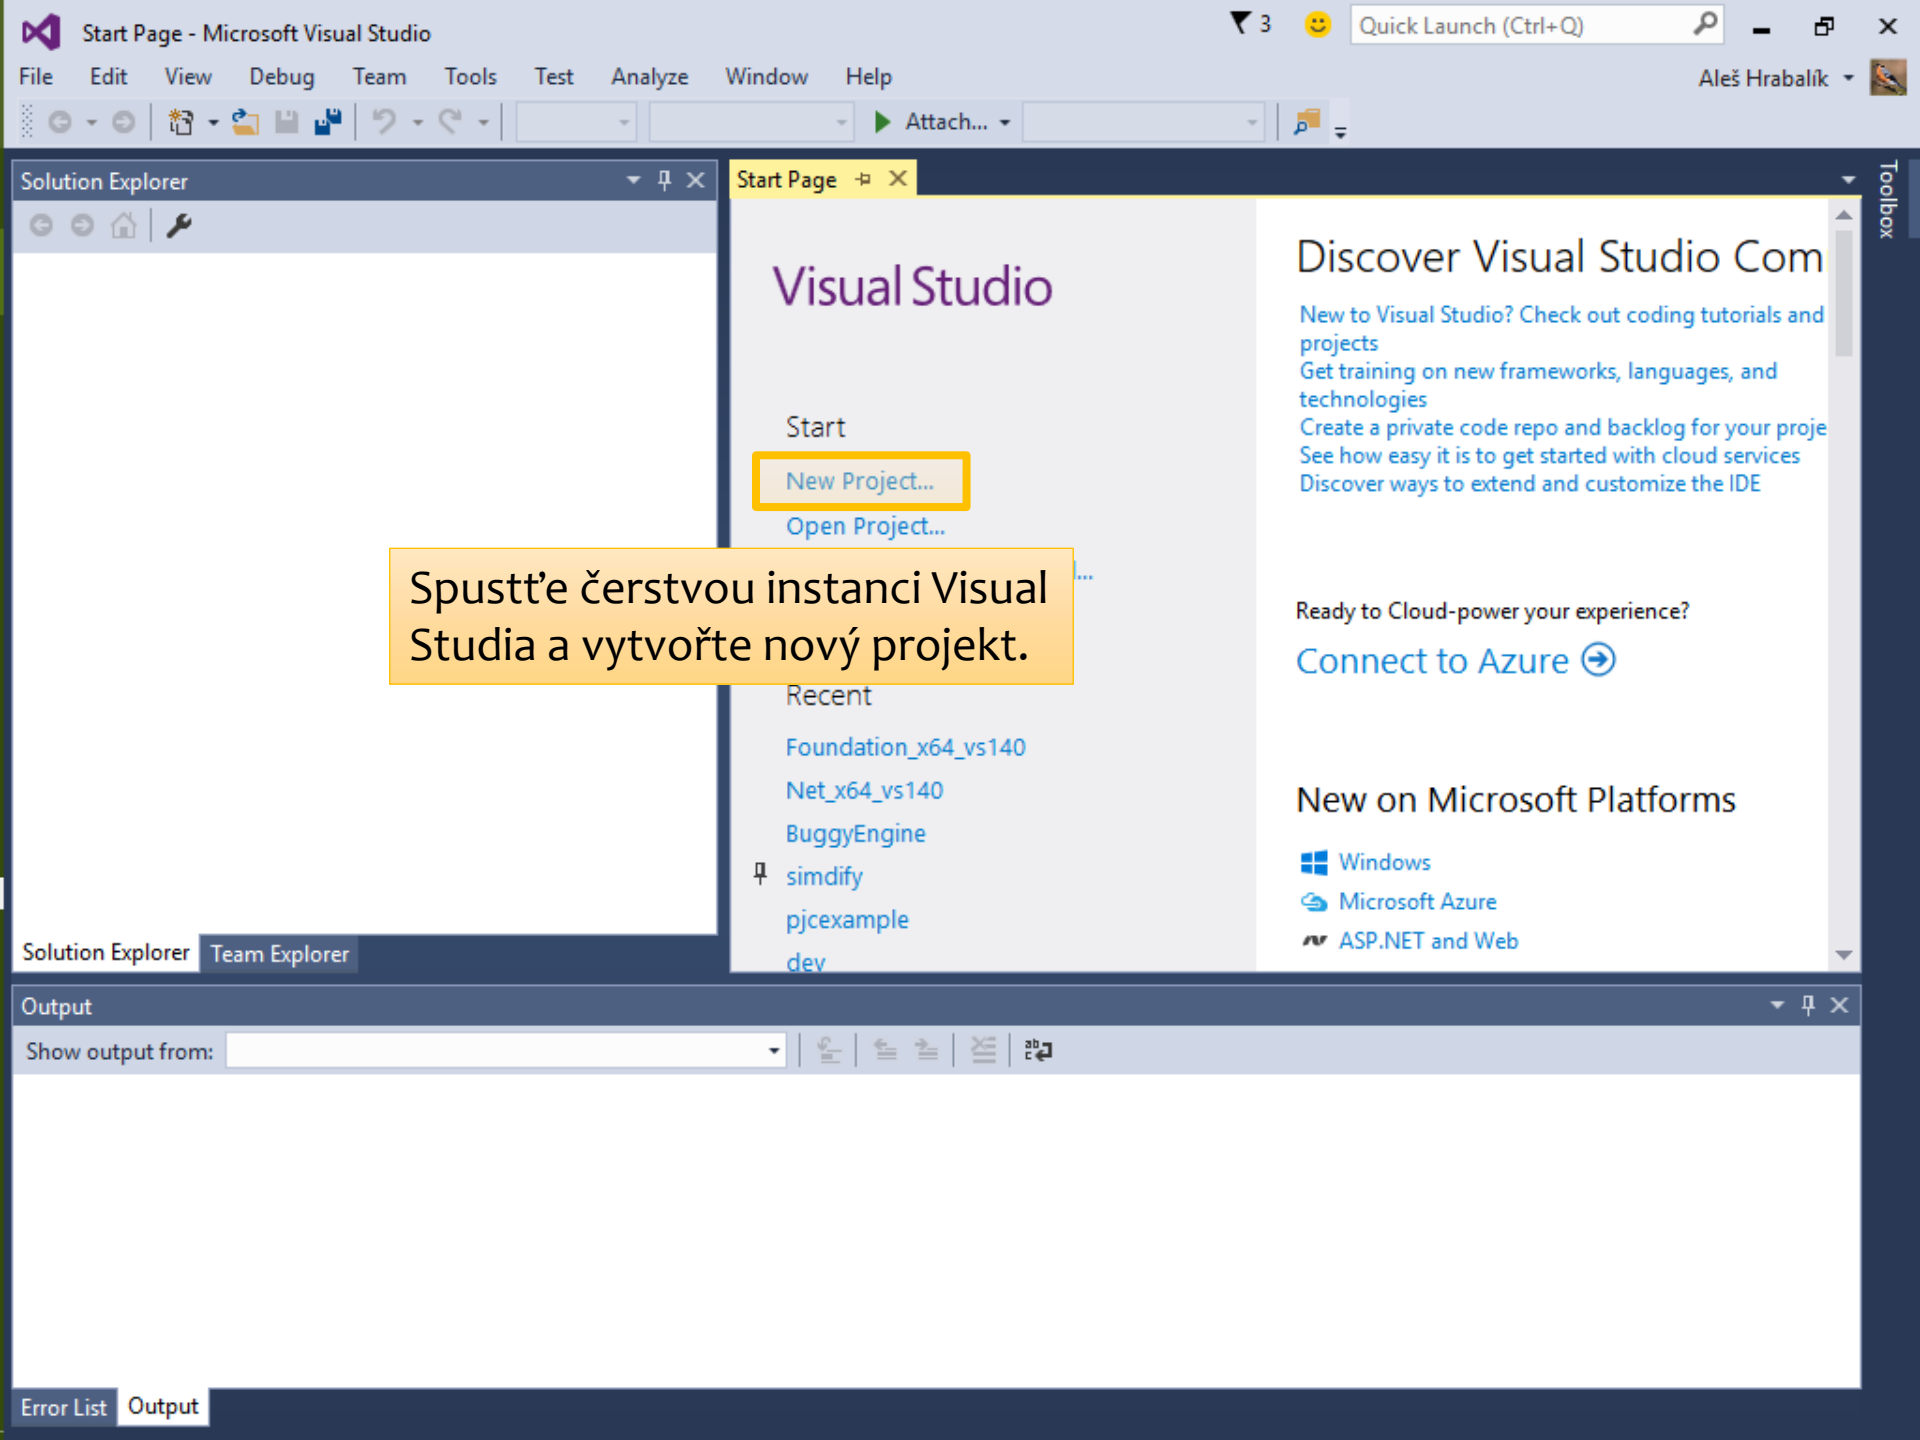 Start Page - Microsoft Visual Studio
3
Quick Launch (Ctrl+Q)
File Edit View Debug Team Tools Test Analyze Window Help
Aleš Hrabalík
Attach...
Solution Explorer
Start Page
Toolbox
Visual Studio
Discover Visual Studio Com
New to Visual Studio? Check out coding tutorials and
projects
Get training on new frameworks, languages, and
technologies
Create a private code repo and backlog for your proje
See how easy it is to get started with cloud services
Discover ways to extend and customize the IDE
Start
New Project...
Open Project...
Spusťte čerstvou instanci Visual
Studia a vytvořte nový projekt.
Ready to Cloud-power your experience?
Connect to Azure
Recent
Foundation_x64_vs140
Net_x64_vs140
BuggyEngine
simdify
pjcexample
dev
New on Microsoft Platforms
Windows
Microsoft Azure
ASP.NET and Web
Solution Explorer Team Explorer
Output
Show output from:
Error List Output